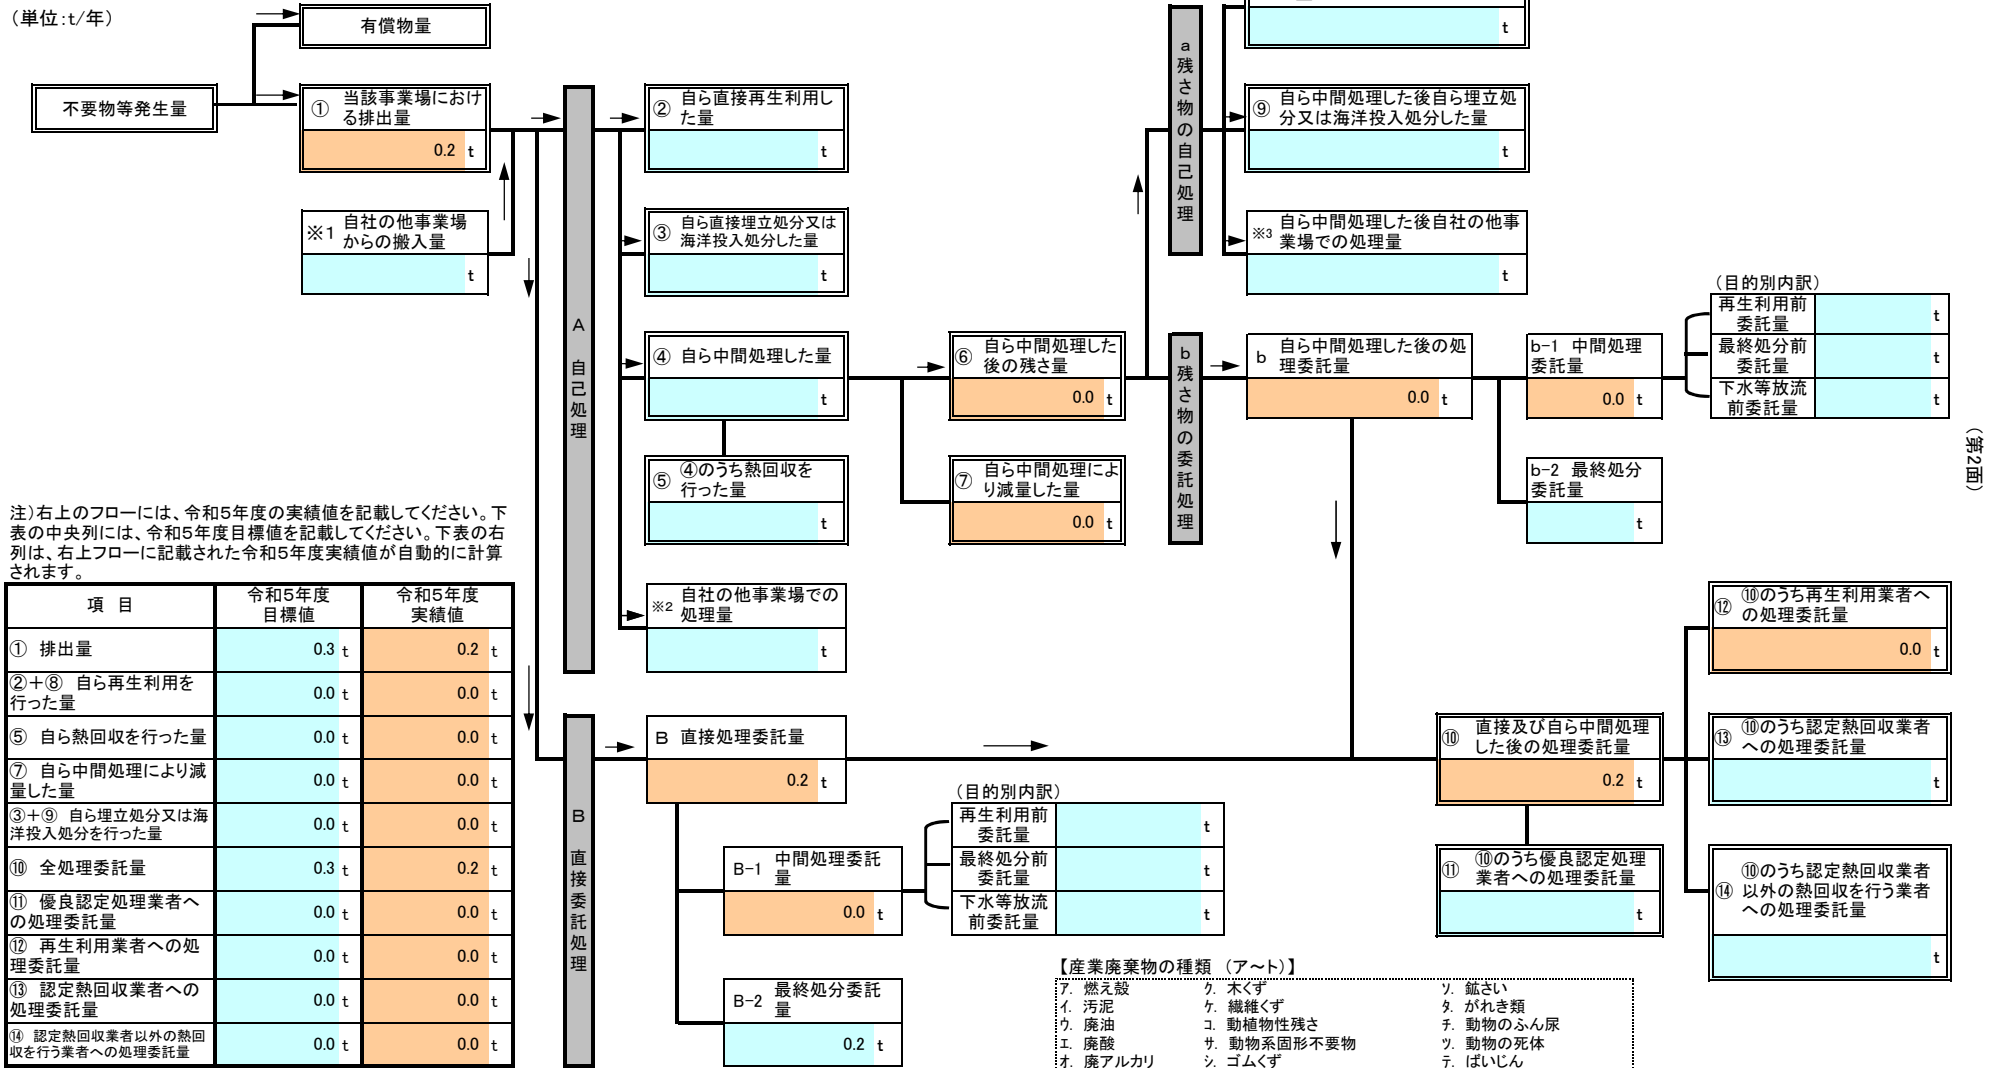 （単位：t/年）
有償物量
t
不要物等発生量
① 当該事業場におけ
る排出量
0.2 t
※1 自社の他事業場
からの搬入量
t
A 自己処理
② 自ら直接再生利用し
た量
t
③ 自ら直接埋立処分又は
海洋投入処分した量
t
④ 自ら中間処理した量
t
⑤ ④のうち熱回収を
行った量
t
※2 自社の他事業場での
処理量
t
⑥ 自ら中間処理した
後の残さ量
0.0 t
⑦ 自ら中間処理によ
り減量した量
0.0 t
a残さ物の自己処理
⑨ 自ら中間処理した後自ら埋立処
分又は海洋投入処分した量
t
※3 自ら中間処理した後自社の他事
業場での処理量
t
b残さ物の委託処理
b 自ら中間処理した後の処
理委託量
0.0 t
b-1 中間処理
委託量
0.0 t
b-2 最終処分
委託量
t
（目的別内訳）
再生利用前
委託量 t
最終処分前
委託量 t
下水等放流
前委託量 t
（第2面）
注）右上のフローには、令和5年度の実績値を記載してください。下
表の中央列には、令和5年度目標値を記載してください。下表の右
列は、右上フローに記載された令和5年度実績値が自動的に計算
されます。
項 目 令和5年度
目標値 令和5年度
実績値
① 排出量 0.3 t 0.2 t
②＋⑧ 自ら再生利用を
行った量 0.0 t 0.0 t
⑤ 自ら熱回収を行った量 0.0 t 0.0 t
⑦ 自ら中間処理により減
量した量 0.0 t 0.0 t
③＋⑨ 自ら埋立処分又は海
洋投入処分を行った量 0.0 t 0.0 t
⑩ 全処理委託量 0.3 t 0.2 t
⑪ 優良認定処理業者へ
の処理委託量 0.0 t 0.0 t
⑫ 再生利用業者への処
理委託量 0.0 t 0.0 t
⑬ 認定熱回収業者への
処理委託量 0.0 t 0.0 t
⑭ 認定熱回収業者以外の熱回
収を行う業者への処理委託量 0.0 t 0.0 t
B 直接委託処理
B 直接処理委託量
0.2 t
B-1 中間処理委託
量
0.0 t
B-2 最終処分委託
量
0.2 t
（目的別内訳）
再生利用前
委託量 t
最終処分前
委託量 t
下水等放流
前委託量 t
⑩ 直接及び自ら中間処理
した後の処理委託量
0.2 t
⑪ ⑩のうち優良認定処理
業者への処理委託量
t
⑫ ⑩のうち再生利用業者へ
の処理委託量
0.0 t
⑬ ⑩のうち認定熱回収業者
への処理委託量
t
⑭ ⑩のうち認定熱回収業者
以外の熱回収を行う業者
への処理委託量
t
【産業廃棄物の種類 （ア～ト）】
ア. 燃え殻 ク. 木くず ソ. 鉱さい
イ. 汚泥 ケ. 繊維くず タ. がれき類
ウ. 廃油 コ. 動植物性残さ チ. 動物のふん尿
エ. 廃酸 サ. 動物系固形不要物 ツ. 動物の死体
オ. 廃アルカリ シ. ゴムくず テ. ばいじん